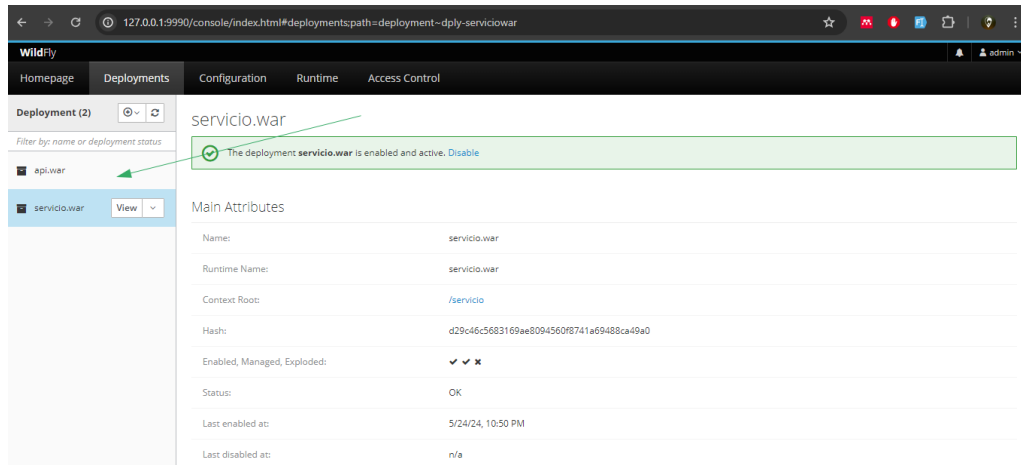 127.0.0.1:9990/console/index.html#deployments;path=deployment~dply-serviciowar
WildFly
admin
Homepage Deployments Configuration Runtime Access Control
Deployment (2)
Filter by: name or deployment status
api.war
servicio.war View
servicio.war
The deployment servicio.war is enabled and active. Disable
Main Attributes
Name: servicio.war
Runtime Name: servicio.war
Context Root: /servicio
Hash: d29c46c5683169ae8094560f8741a69488ca49a0
Enabled, Managed, Exploded:
Status: OK
Last enabled at: 5/24/24, 10:50 PM
Last disabled at: n/a